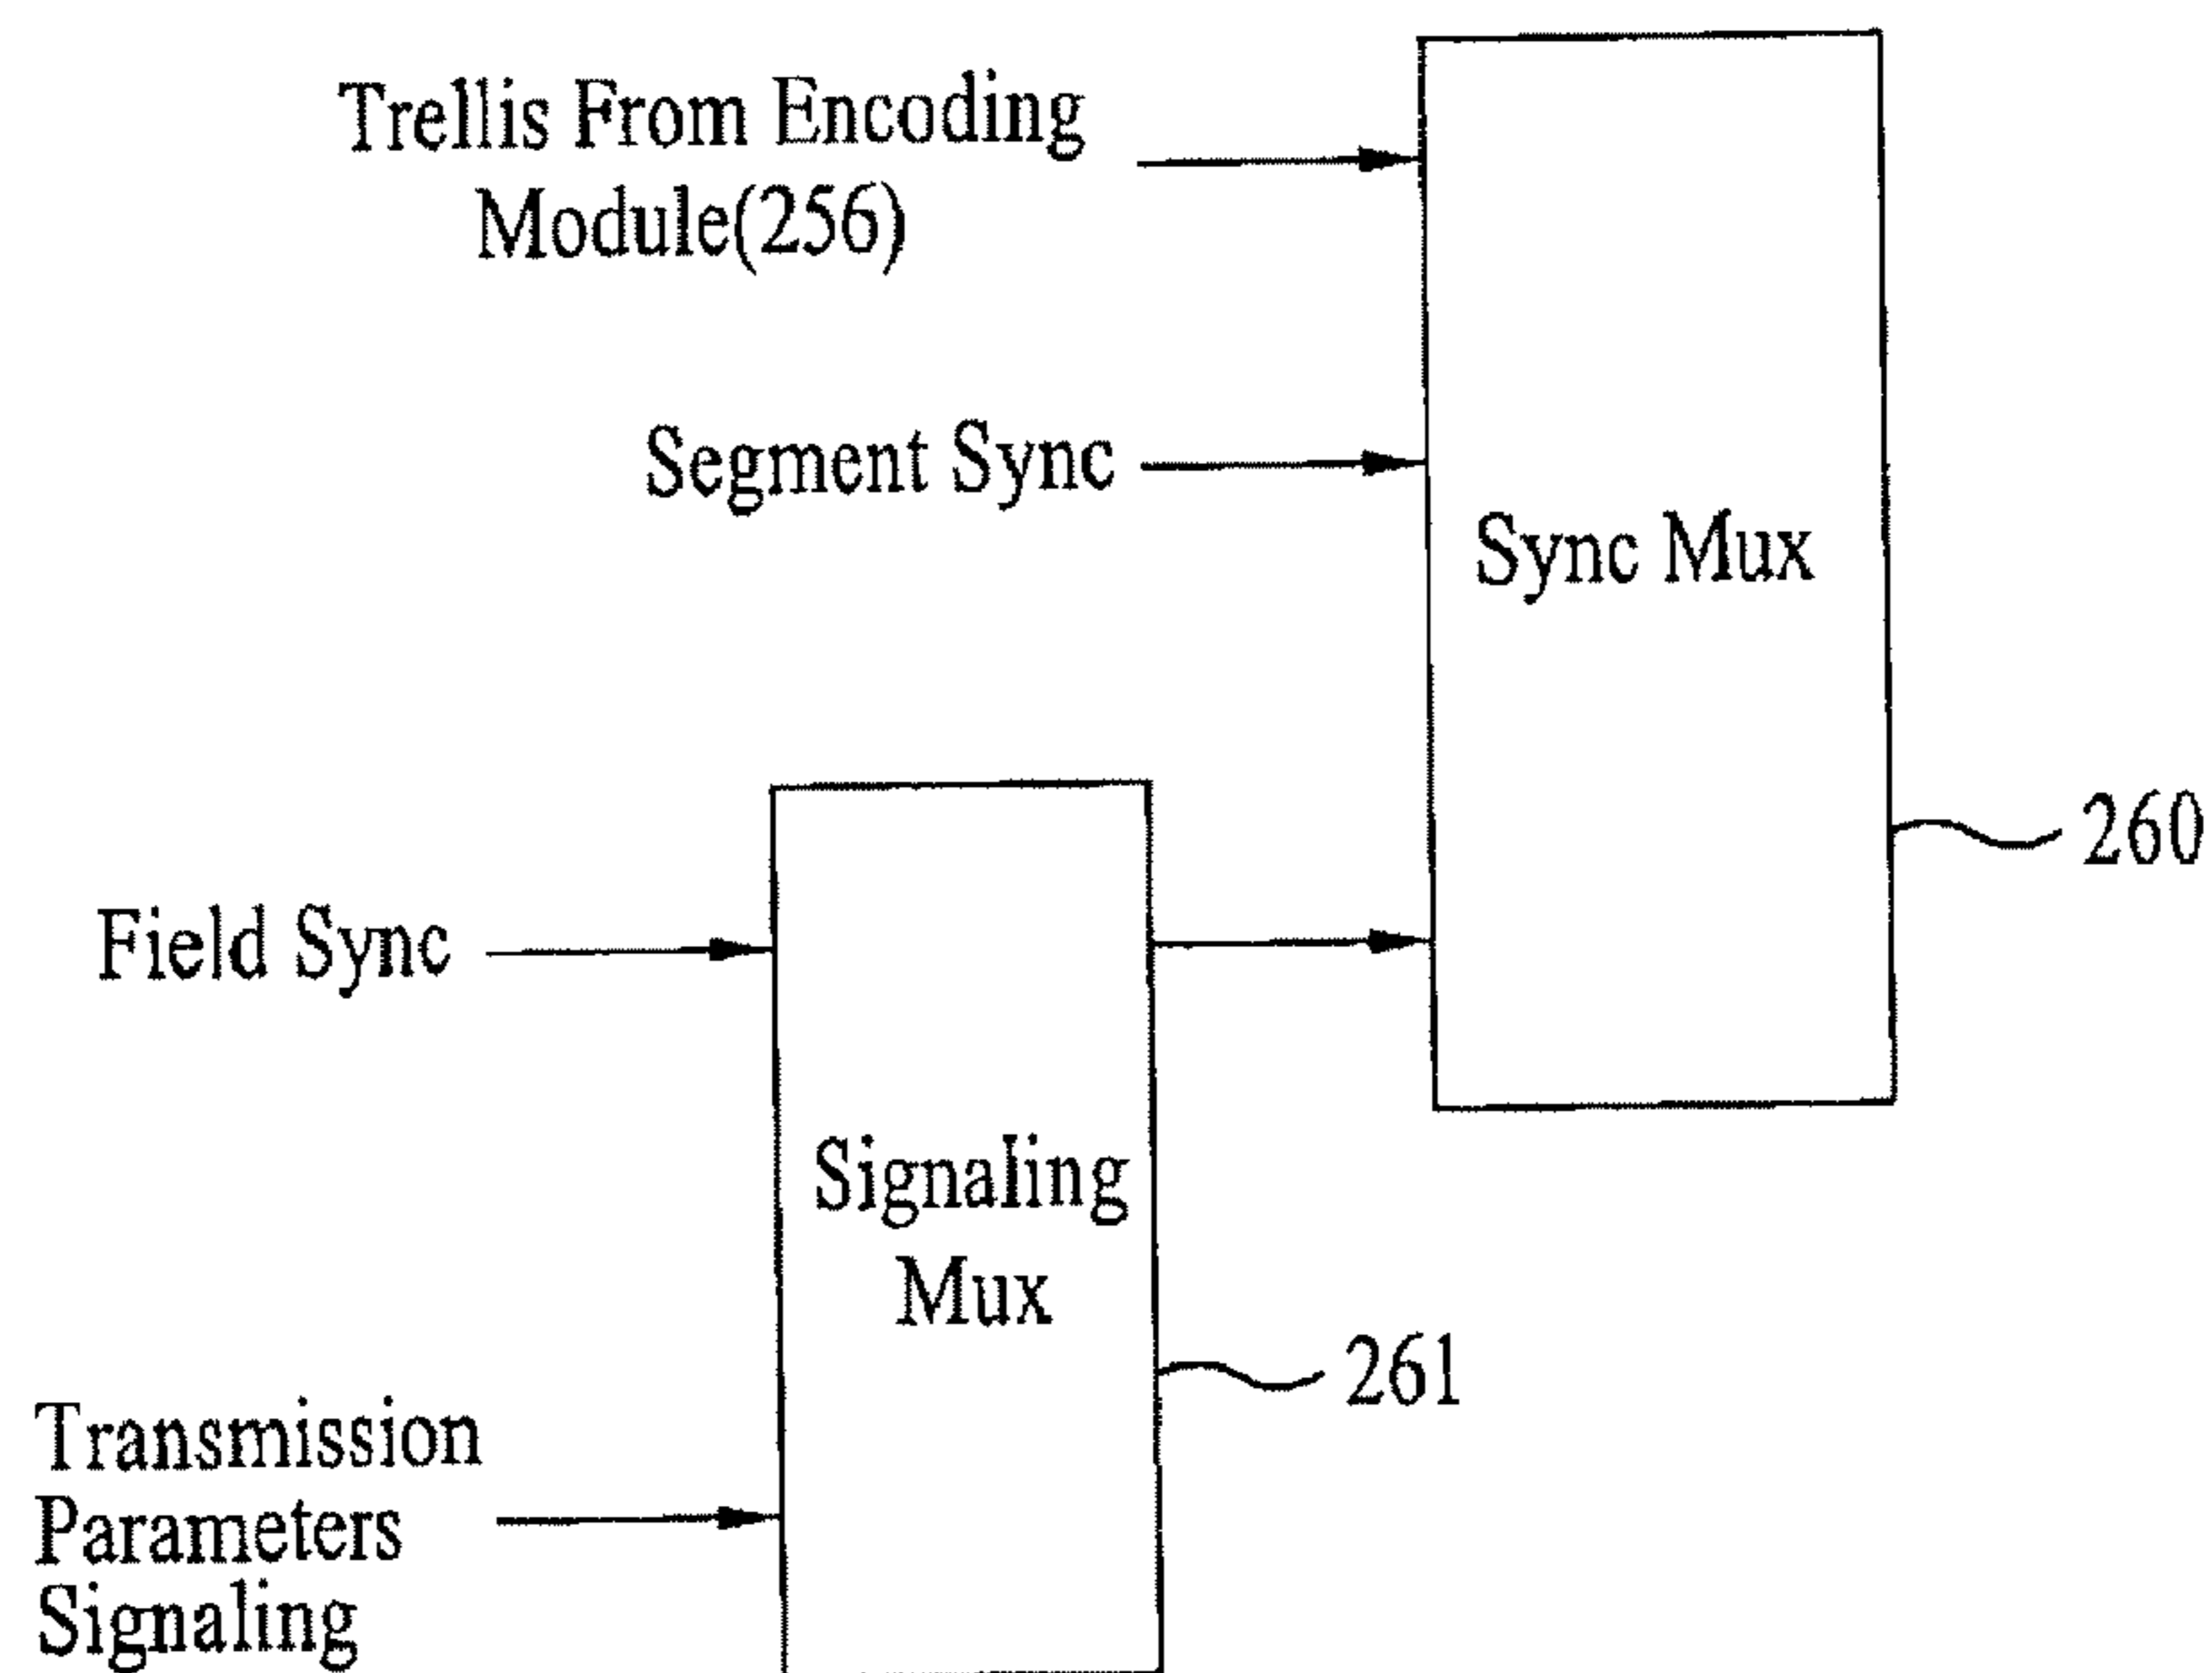 Trellis From Encoding
Module(256)
Segment Sync
Sync Mux
260
Field Sync
Signaling
Mux
261
Transmission
Parameters
Signaling